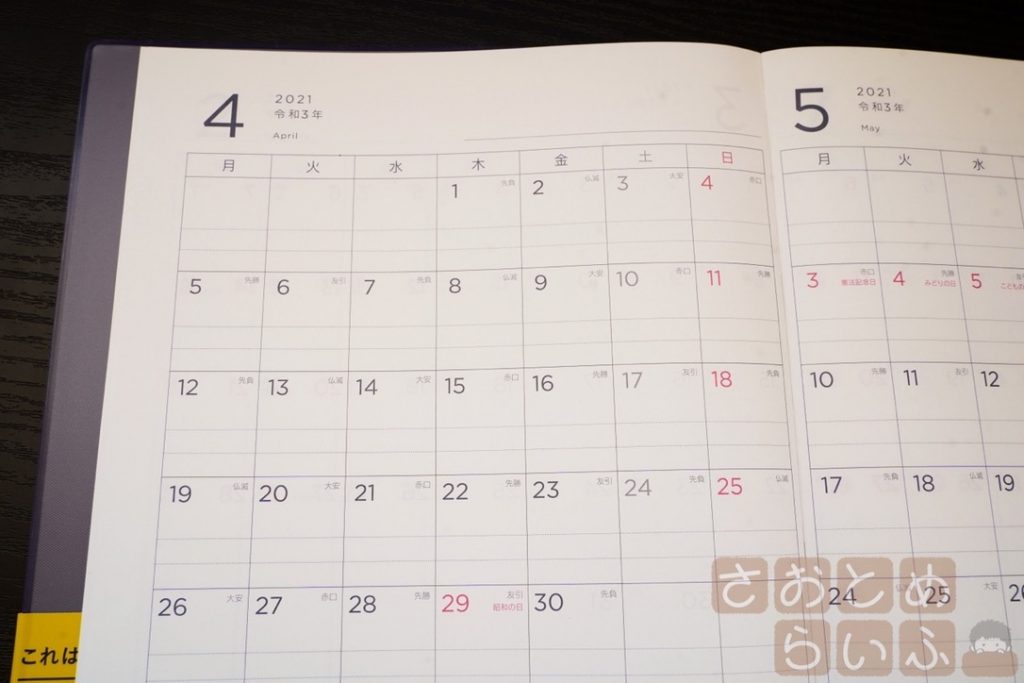 4 2021
令和3年
April
月 火 水 木 金 土 日
1 先負 2 仏滅 3 大安 4 赤口
5 先勝 6 友引 7 先負 8 仏滅 9 大安 10 赤口 11 先勝
12 先負 13 仏滅 14 大安 15 赤口 16 先勝 17 友引 18 先負
19 仏滅 20 大安 21 赤口 22 先勝 23 友引 24 先負 25 仏滅
26 大安 27 赤口 28 先勝 29 友引 昭和の日 30 先負
5 2021
令和3年
May
月 火 水
3 赤口 憲法記念日 4 先勝 みどりの日 5 こどもの
10 先勝 11 友引 12
17 先負 18 仏滅 19
24 25 大安 26
これは
さおとめ
らいふ